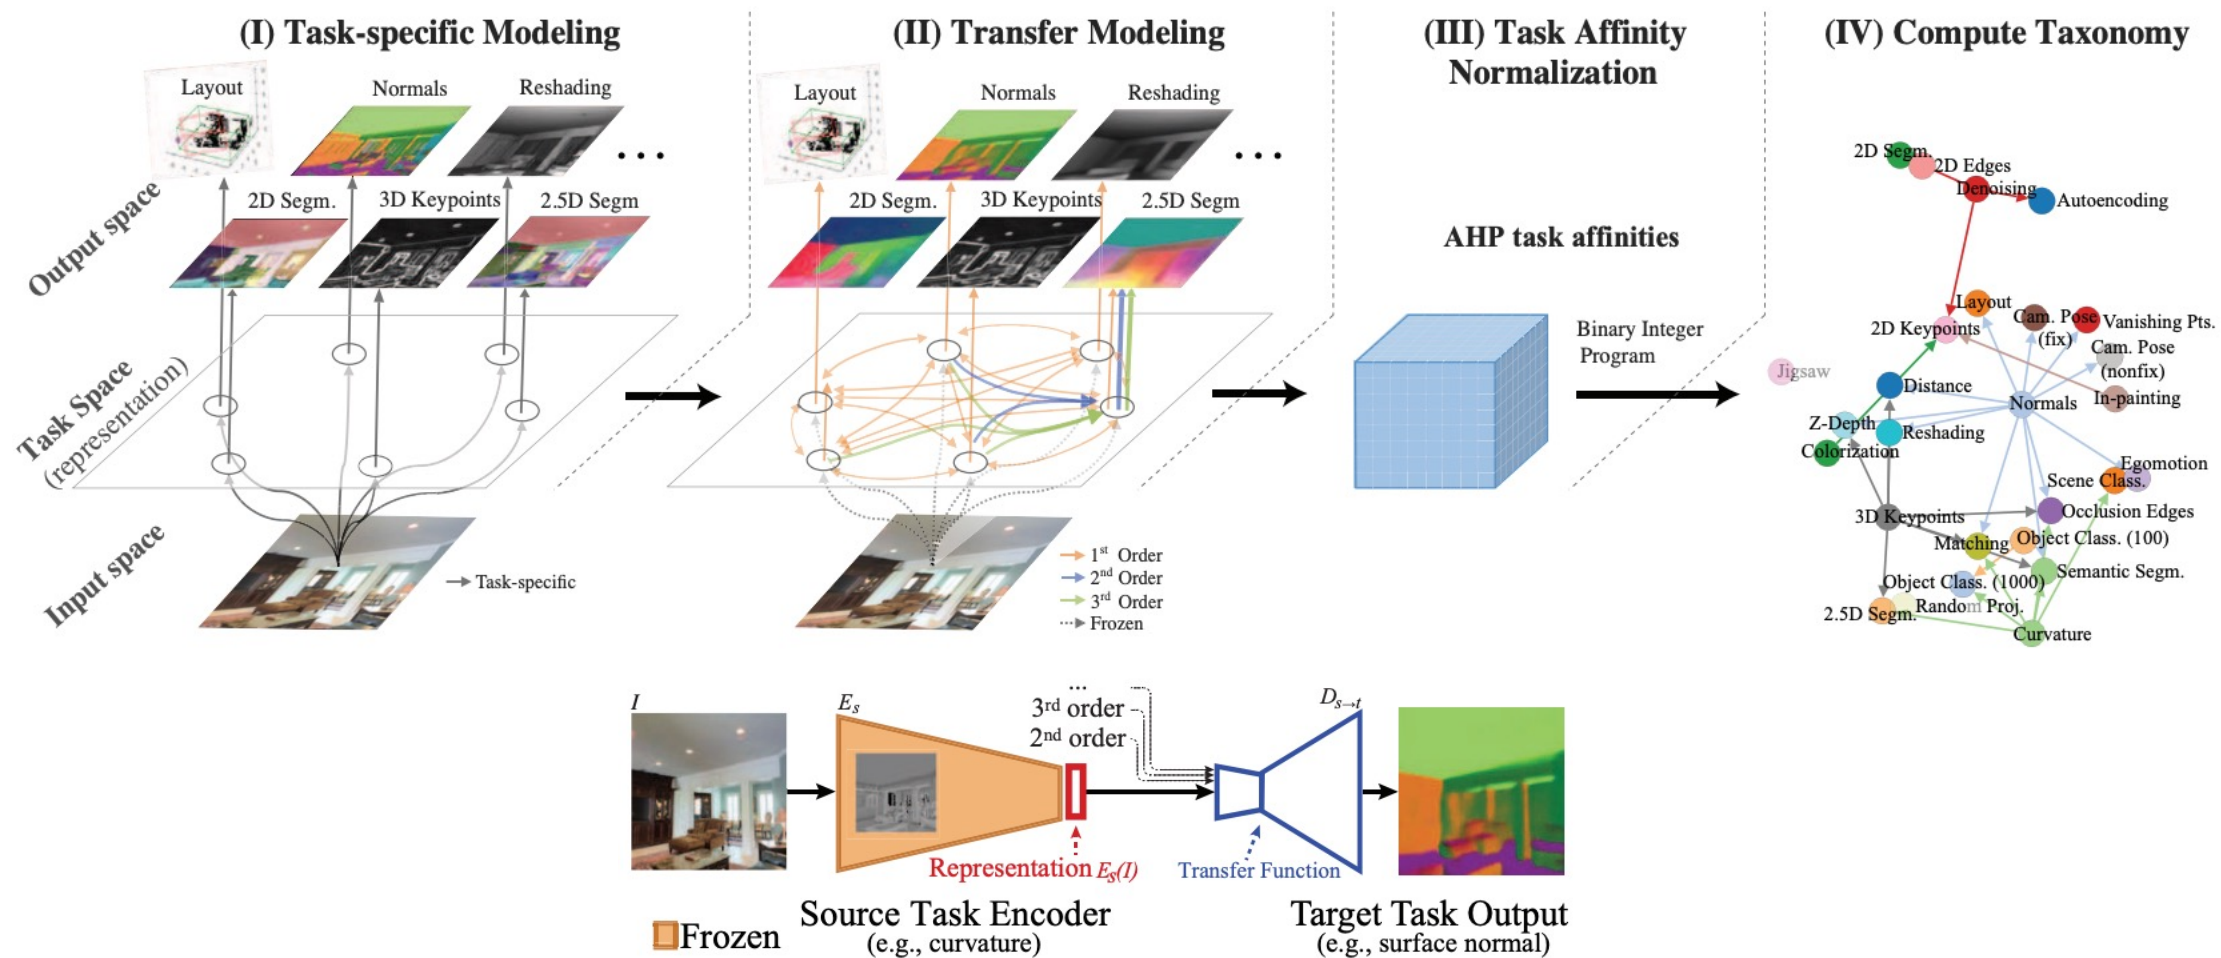 (I) Task-specific Modeling
(II) Transfer Modeling
(III) Task Affinity
Normalization
(IV) Compute Taxonomy
Layout
Normals
Reshading
...
2D Segm.
3D Keypoints
2.5D Segm
Output space
Task Space
(representation)
Input space
Task-specific
Layout
Normals
Reshading
...
2D Segm.
3D Keypoints
2.5D Segm
1st Order
2nd Order
3rd Order
Frozen
AHP task affinities
Binary Integer
Program
2D Segm.
2D Edges
Denoising
Autoencoding
Layout
Cam. Pose
(fix)
Vanishing Pts.
2D Keypoints
Cam. Pose
(nonfix)
Jigsaw
Distance
Normals
In-painting
Z-Depth
Reshading
Colorization
Egomotion
Scene Class.
3D Keypoints
Occlusion Edges
Matching
Object Class. (100)
Semantic Segm.
Object Class. (1000)
Random Proj.
2.5D Segm.
Curvature
I
Es
...
3rd order
2nd order
Ds→t
Representation Es(I)
Transfer Function
Source Task Encoder
(e.g., curvature)
Target Task Output
(e.g., surface normal)
Frozen